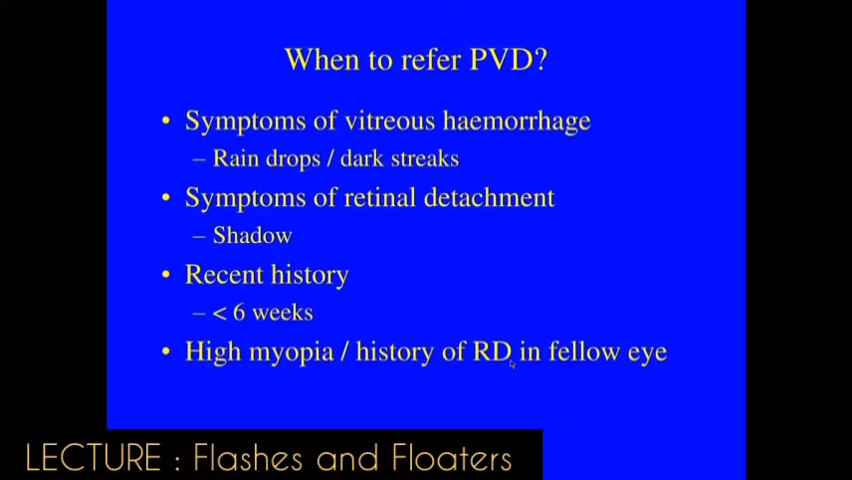 When to refer PVD?
• Symptoms of vitreous haemorrhage
– Rain drops / dark streaks
• Symptoms of retinal detachment
– Shadow
• Recent history
– < 6 weeks
• High myopia / history of RD in fellow eye
LECTURE : Flashes and Floaters